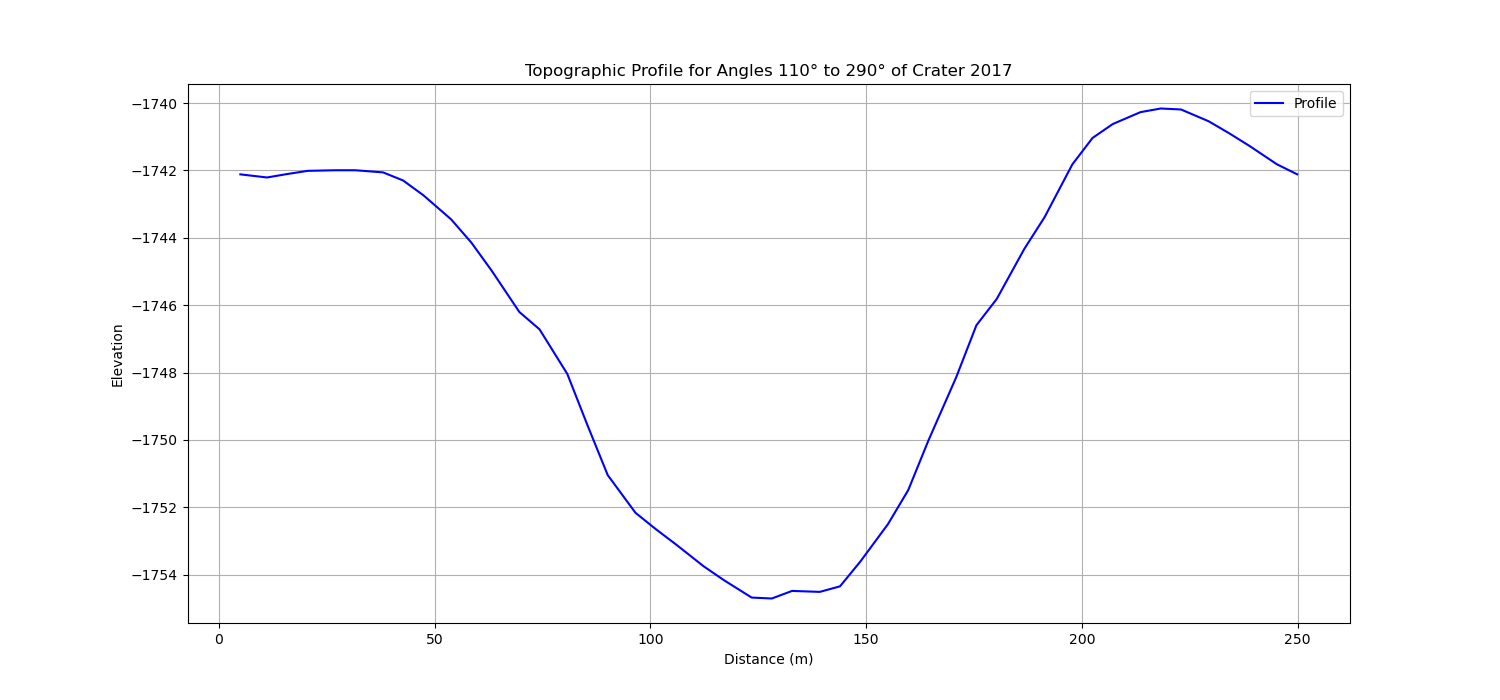 Topographic Profile for Angles 110° to 290° of Crater 2017
Profile
−1740
−1742
−1744
−1746
−1748
−1750
−1752
−1754
Elevation
0 50 100 150 200 250
Distance (m)